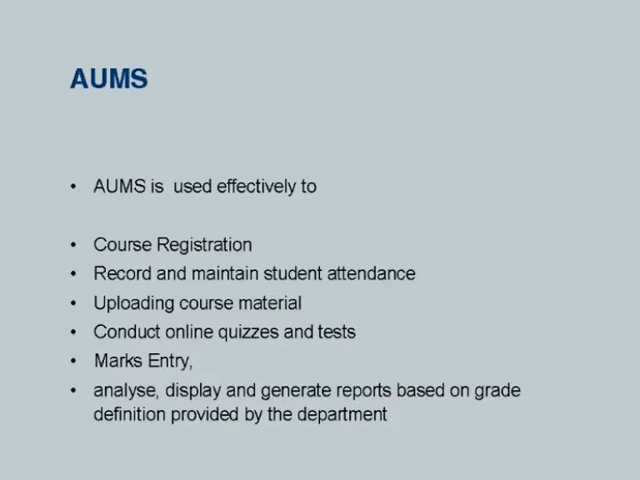 AUMS
• AUMS is  used effectively to
• Course Registration
• Record and maintain student attendance
• Uploading course material
• Conduct online quizzes and tests
• Marks Entry,
• analyse, display and generate reports based on grade
definition provided by the department